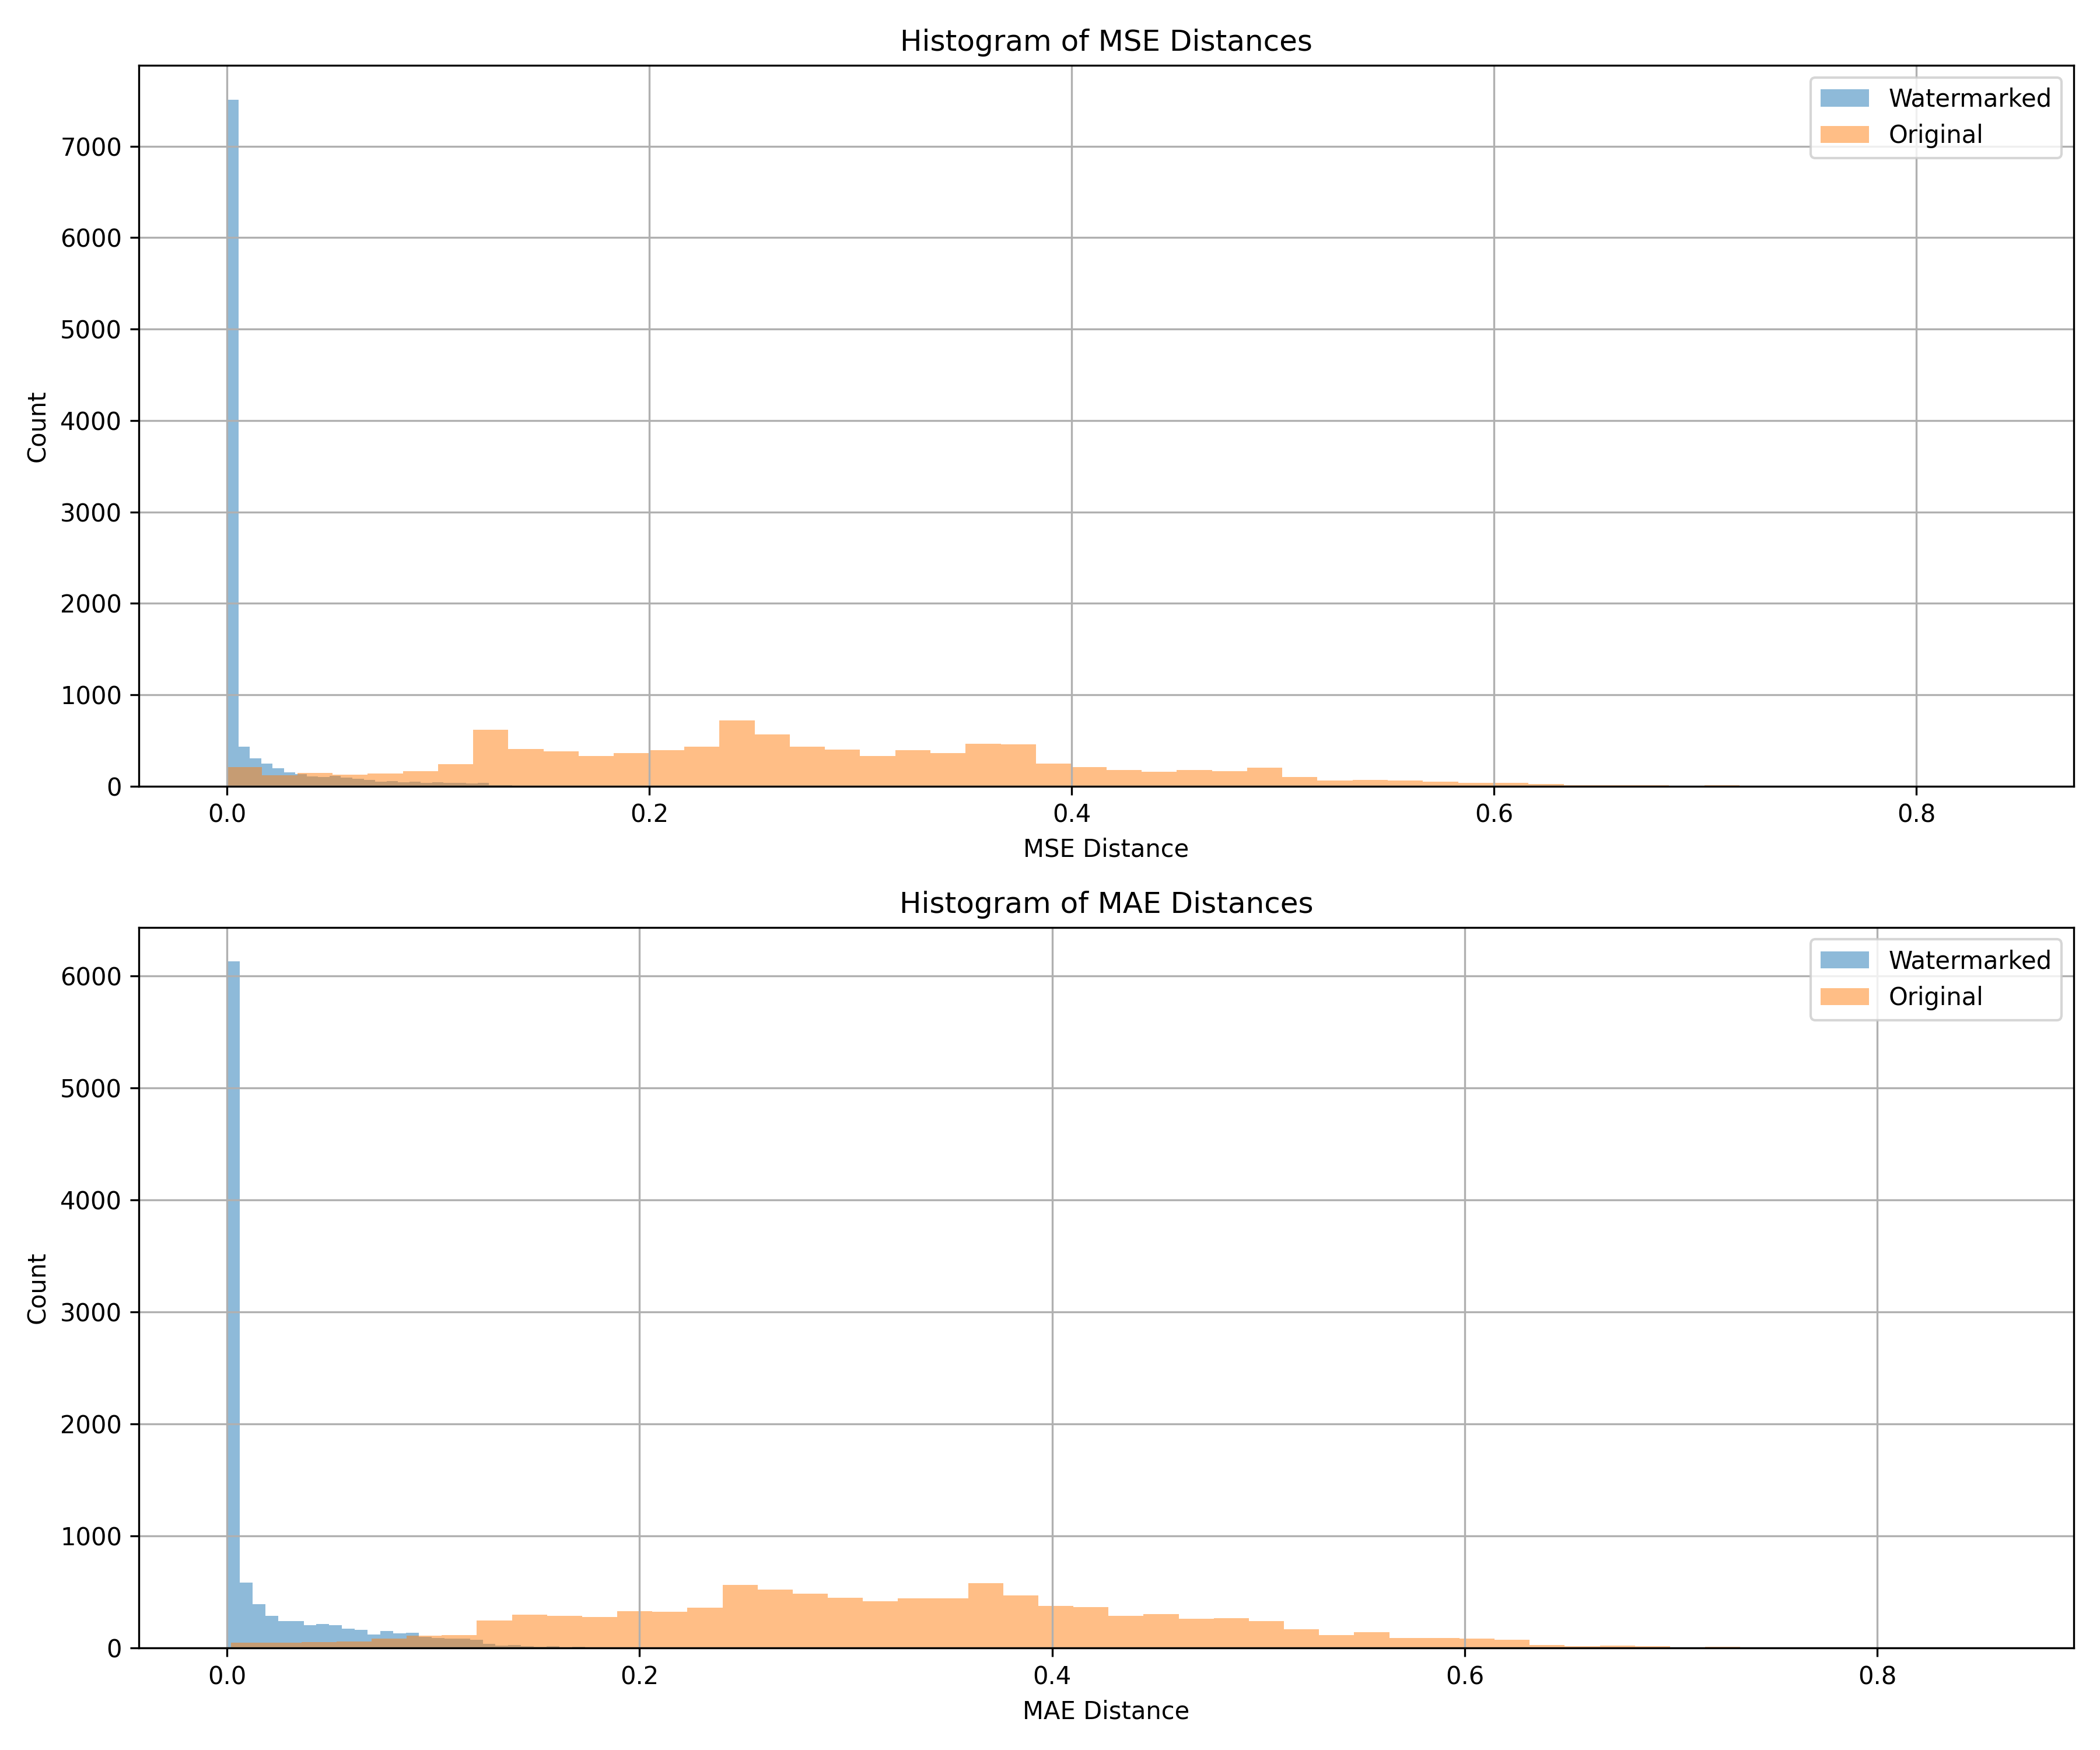 Histogram of MSE Distances
Watermarked
Original
7000
6000
5000
4000
3000
2000
1000
0
Count
0.0 0.2 0.4 0.6 0.8
MSE Distance
Histogram of MAE Distances
Watermarked
Original
6000
5000
4000
3000
2000
1000
0
Count
0.0 0.2 0.4 0.6 0.8
MAE Distance